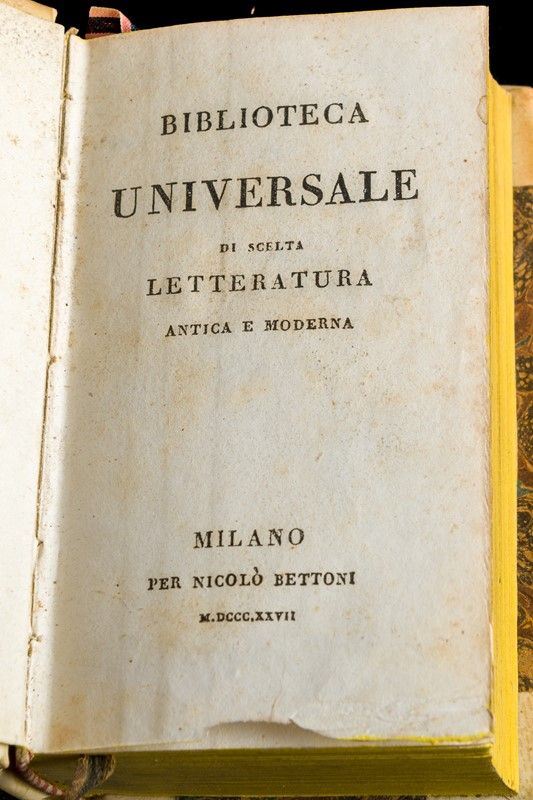 BIBLIOTECA
UNIVERSALE
DI SCELTA
LETTERATURA
ANTICA E MODERNA
MILANO
PER NICOLÒ BETTONI
M.DCCC.XXVII